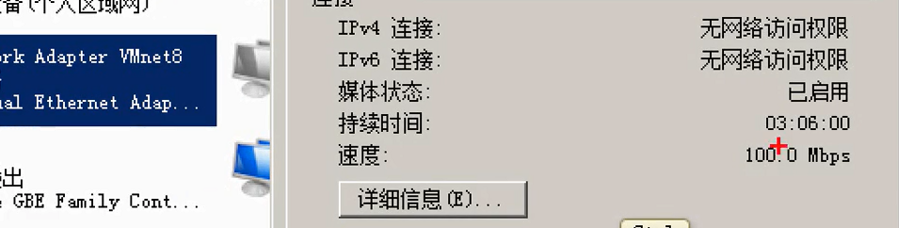 (个人区域网)
rk Adapter VMnet8
al Ethernet Adap...
出
GBE Family Cont...
连接
IPv4 连接: 无网络访问权限
IPv6 连接: 无网络访问权限
媒体状态: 已启用
持续时间: 03:06:00
速度: 100.0 Mbps
详细信息(E)...